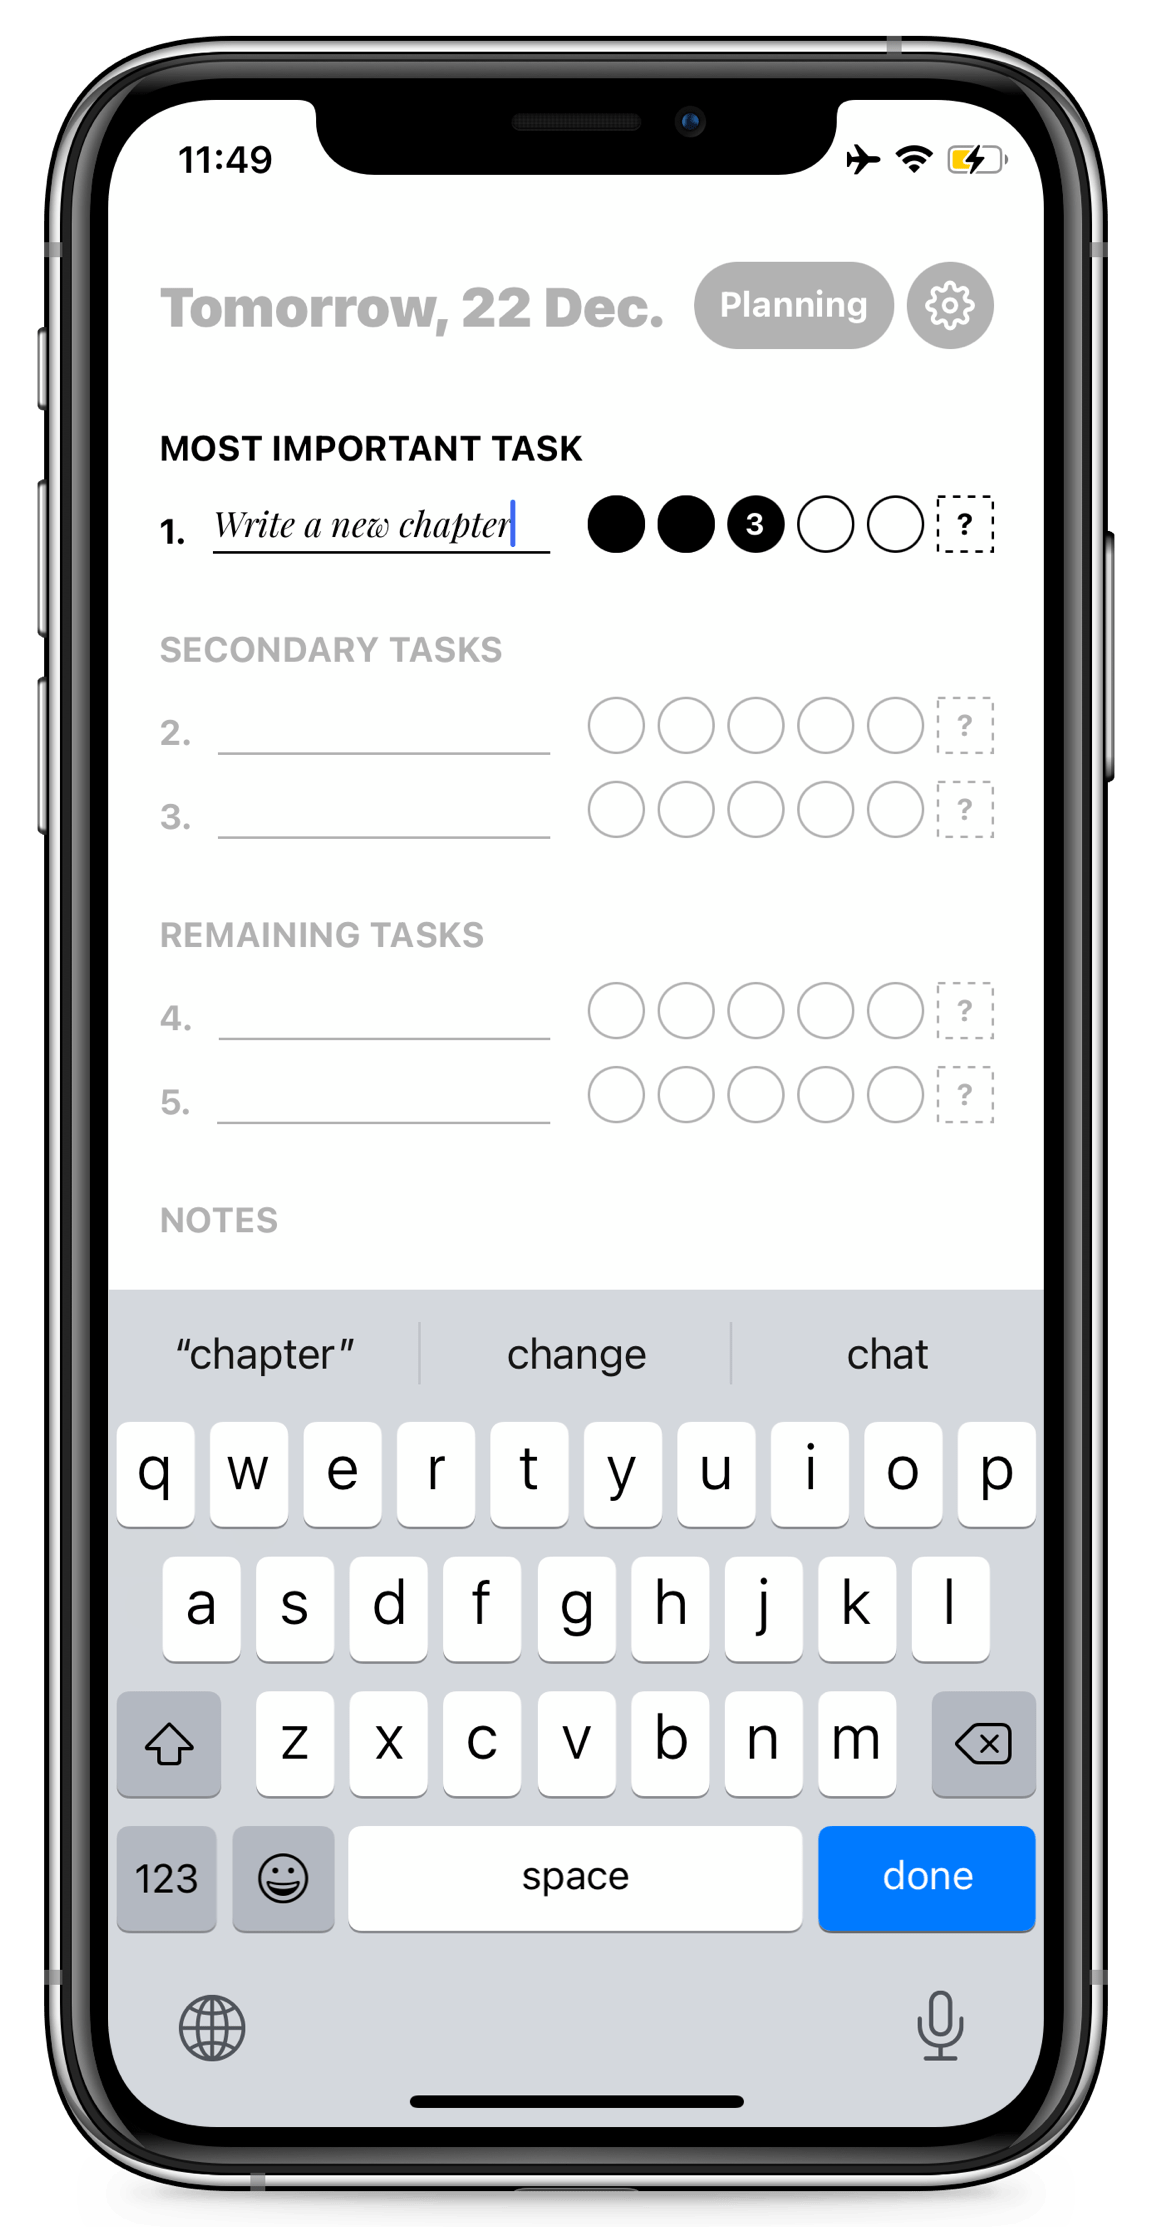 11:49
Tomorrow, 22 Dec. Planning
MOST IMPORTANT TASK
1. Write a new chapter 3 ?
SECONDARY TASKS
2. ?
3. ?
REMAINING TASKS
4. ?
5. ?
NOTES
“chapter” change chat
q w e r t y u i o p
a s d f g h j k l
z x c v b n m
123 space done